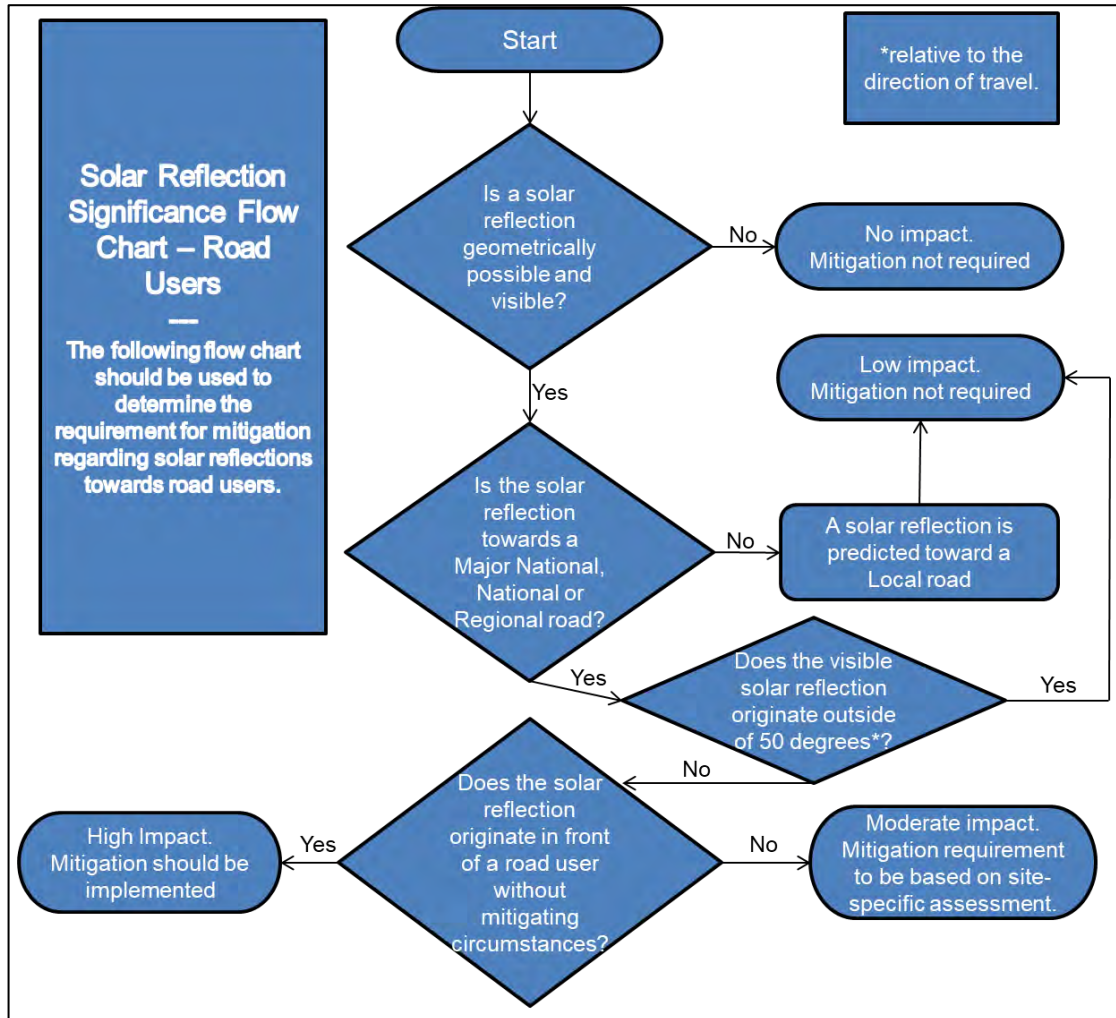 Start
*relative to the
direction of travel.
Solar Reflection
Significance Flow
Chart – Road
Users
---
The following flow chart
should be used to
determine the
requirement for mitigation
regarding solar reflections
towards road users.
Is a solar
reflection
geometrically
possible and
visible?
No
No impact.
Mitigation not required
Yes
Low impact.
Mitigation not required
Is the solar
reflection
towards a
Major National,
National or
Regional road?
No
A solar reflection is
predicted toward a
Local road
Yes
Does the visible
solar reflection
originate outside
of 50 degrees*?
Yes
No
Does the solar
reflection
originate in front
of a road user
without
mitigating
circumstances?
Yes
High Impact.
Mitigation should be
implemented
No
Moderate impact.
Mitigation requirement
to be based on site-
specific assessment.